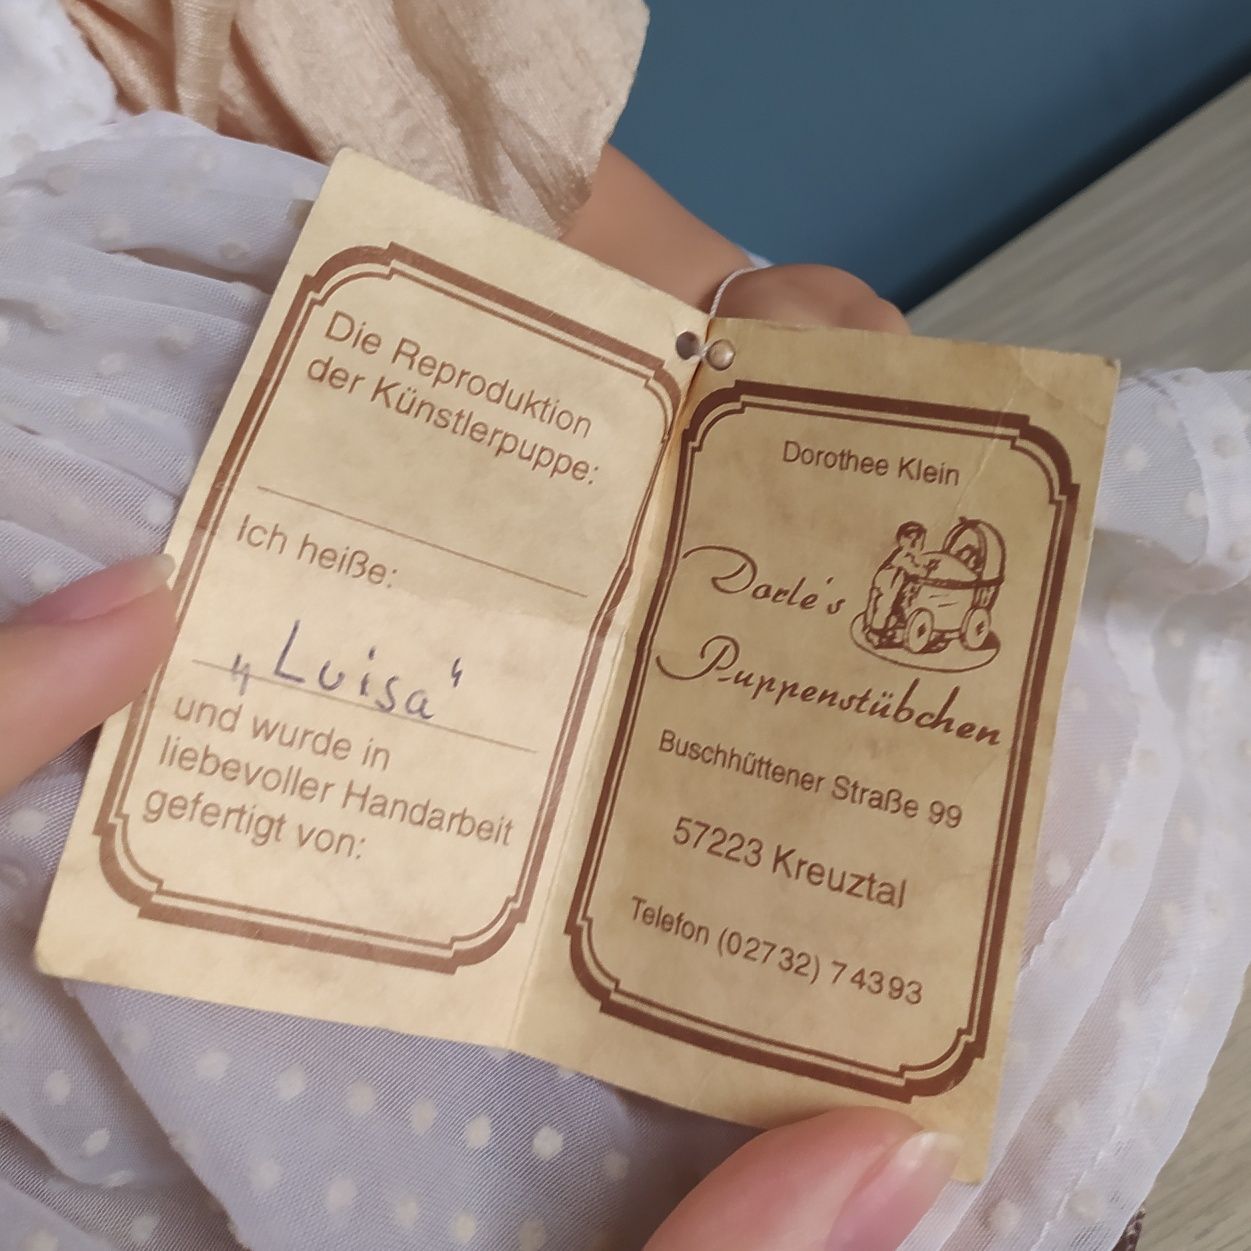 Die Reproduktion
der Künstlerpuppe:
Ich heiße:
„Luisa“
und wurde in
liebevoller Handarbeit
gefertigt von:
Dorothee Klein
Dorle's
Puppenstübchen
Buschhüttener Straße 99
57223 Kreuztal
Telefon (02732) 74393